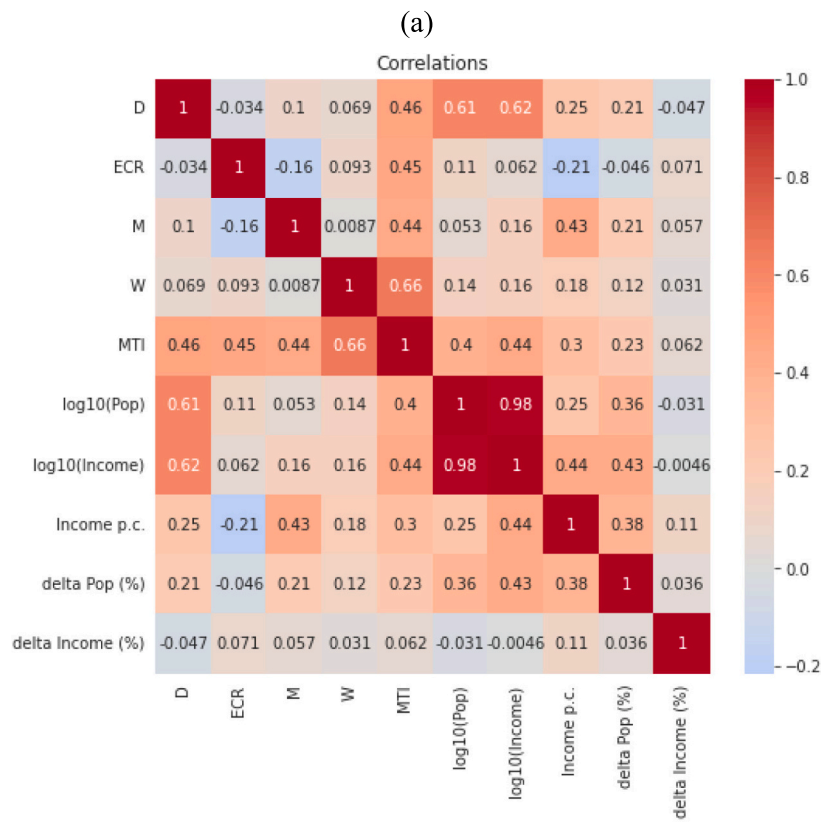 (a)
Correlations
D 1 -0.034 0.1 0.069 0.46 0.61 0.62 0.25 0.21 -0.047
ECR -0.034 1 -0.16 0.093 0.45 0.11 0.062 -0.21 -0.046 0.071
M 0.1 -0.16 1 0.0087 0.44 0.053 0.16 0.43 0.21 0.057
W 0.069 0.093 0.0087 1 0.66 0.14 0.16 0.18 0.12 0.031
MTI 0.46 0.45 0.44 0.66 1 0.4 0.44 0.3 0.23 0.062
log10(Pop) 0.61 0.11 0.053 0.14 0.4 1 0.98 0.25 0.36 -0.031
log10(Income) 0.62 0.062 0.16 0.16 0.44 0.98 1 0.44 0.43 -0.0046
Income p.c. 0.25 -0.21 0.43 0.18 0.3 0.25 0.44 1 0.38 0.11
delta Pop (%) 0.21 -0.046 0.21 0.12 0.23 0.36 0.43 0.38 1 0.036
delta Income (%) -0.047 0.071 0.057 0.031 0.062 -0.031 -0.0046 0.11 0.036 1
D ECR M W MTI log10(Pop) log10(Income) Income p.c. delta Pop (%) delta Income (%)
1.0
0.8
0.6
0.4
0.2
0.0
−0.2